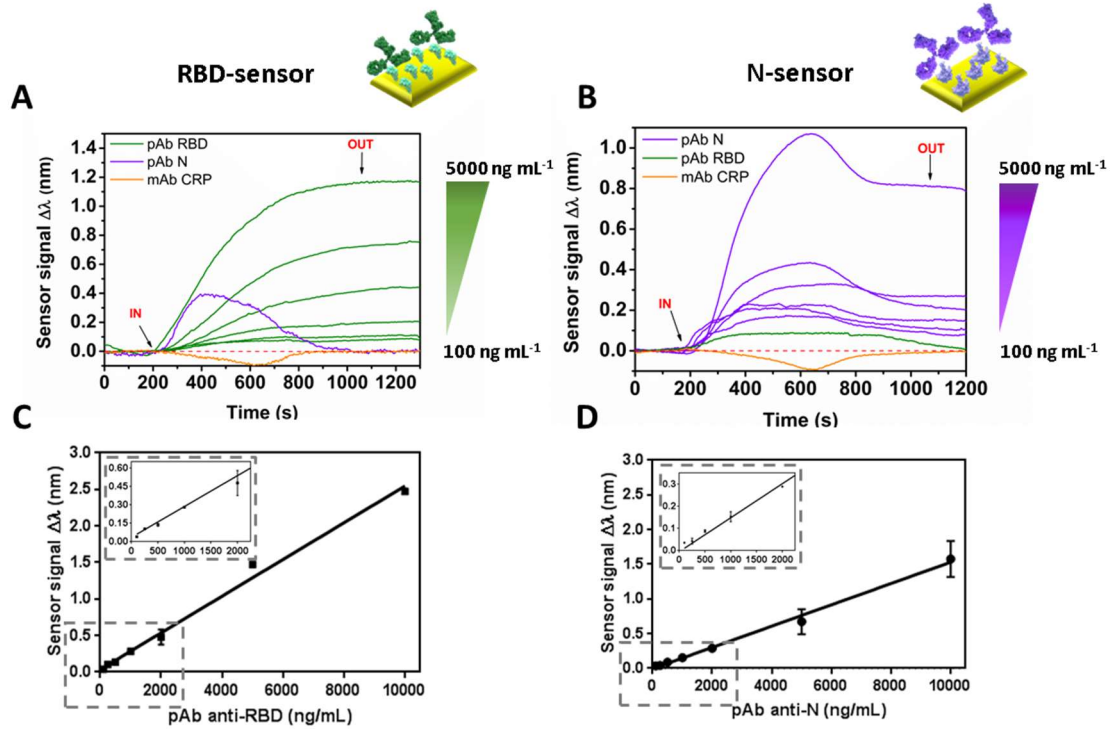 RBD-sensor
N-sensor
A
Sensor signal Δλ (nm)
1.4
1.2
1.0
0.8
0.6
0.4
0.2
0.0
pAb RBD
pAb N
mAb CRP
OUT
IN
0 200 400 600 800 1000 1200
Time (s)
5000 ng mL-1
100 ng mL-1
B
Sensor signal Δλ (nm)
1.0
0.8
0.6
0.4
0.2
0.0
pAb N
pAb RBD
mAb CRP
OUT
IN
0 200 400 600 800 1000 1200
Time (s)
5000 ng mL-1
100 ng mL-1
C
Sensor signal Δλ (nm)
3.0
2.5
2.0
1.5
1.0
0.5
0.0
0.60
0.45
0.30
0.15
0.00
0 500 1000 1500 2000
0 2000 4000 6000 8000 10000
pAb anti-RBD (ng/mL)
D
Sensor signal Δλ (nm)
3.0
2.5
2.0
1.5
1.0
0.5
0.0
0.3
0.2
0.1
0.0
0 500 1000 1500 2000
0 2000 4000 6000 8000 10000
pAb anti-N (ng/mL)